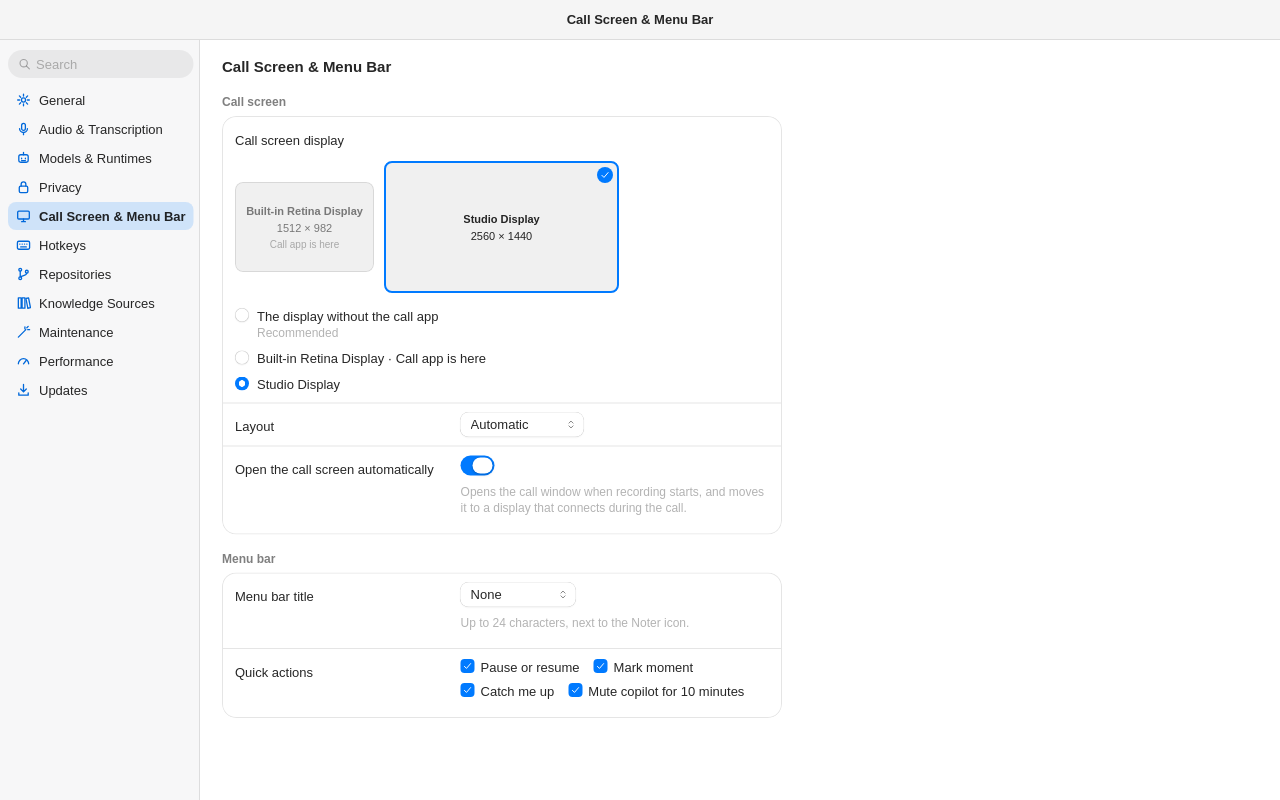 Call Screen & Menu Bar
Search
General
Audio & Transcription
Models & Runtimes
Privacy
Call Screen & Menu Bar
Hotkeys
Repositories
Knowledge Sources
Maintenance
Performance
Updates
Call Screen & Menu Bar
Call screen
Call screen display
Built-in Retina Display
1512 × 982
Call app is here
Studio Display
2560 × 1440
The display without the call app
Recommended
Built-in Retina Display · Call app is here
Studio Display
Layout
Automatic
Open the call screen automatically
Opens the call window when recording starts, and moves
it to a display that connects during the call.
Menu bar
Menu bar title
None
Up to 24 characters, next to the Noter icon.
Quick actions
Pause or resume
Mark moment
Catch me up
Mute copilot for 10 minutes